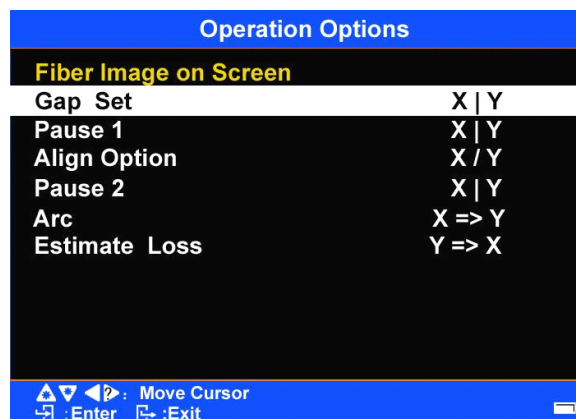 Operation Options
Fiber Image on Screen
Gap Set X | Y
Pause 1 X | Y
Align Option X / Y
Pause 2 X | Y
Arc X => Y
Estimate Loss Y => X
? : Move Cursor
:Enter :Exit